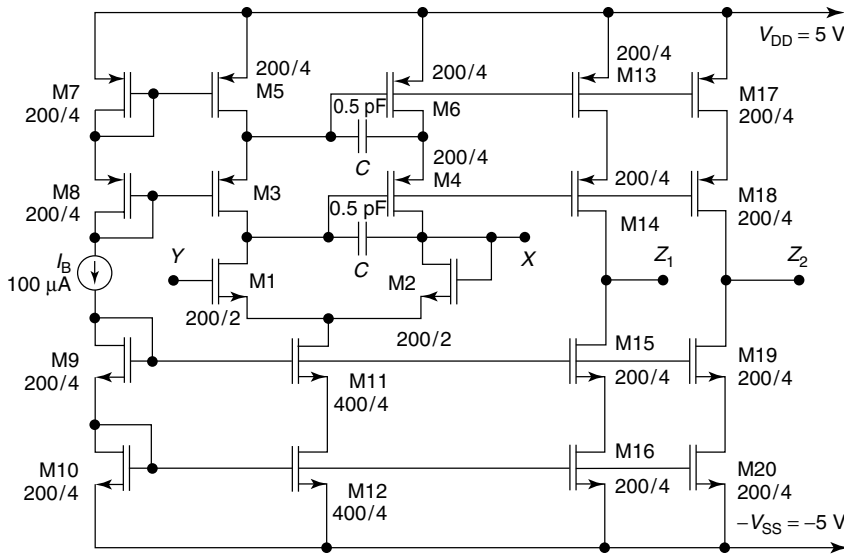 V_DD = 5 V
M7
200/4
200/4
M5
200/4
M6
0.5 pF
C
200/4
M13
M17
200/4
M8
200/4
M3
200/4
M4
0.5 pF
C
200/4
M14
M18
200/4
I_B
100 µA
Y
M1
200/2
M2
200/2
X
Z_1
Z_2
M9
200/4
M11
400/4
M15
200/4
M19
200/4
M10
200/4
M12
400/4
M16
200/4
M20
200/4
−V_SS = −5 V